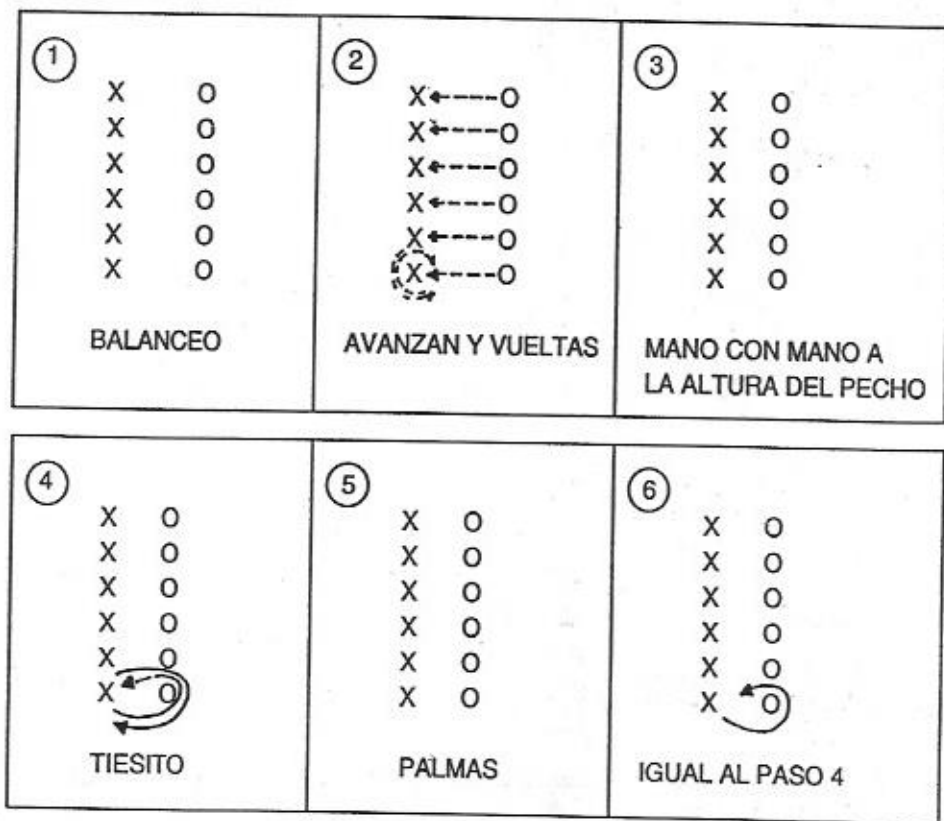 1
X O
X O
X O
X O
X O
X O
BALANCEO
2
X O
X O
X O
X O
X O
X O
AVANZAN Y VUELTAS
3
X O
X O
X O
X O
X O
X O
MANO CON MANO A
LA ALTURA DEL PECHO
4
X O
X O
X O
X O
X O
X O
TIESITO
5
X O
X O
X O
X O
X O
X O
PALMAS
6
X O
X O
X O
X O
X O
X O
IGUAL AL PASO 4